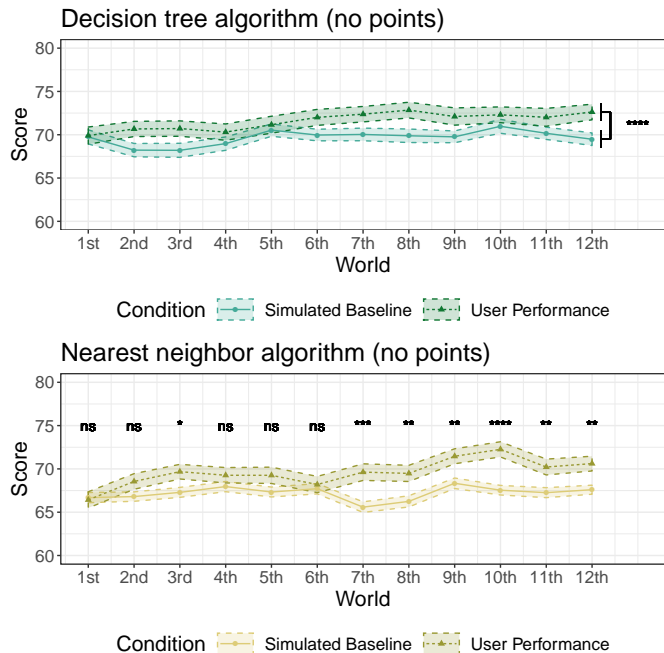 Decision tree algorithm (no points)
80
75
70
65
60
Score
****
1st 2nd 3rd 4th 5th 6th 7th 8th 9th 10th 11th 12th
World
Condition Simulated Baseline User Performance
Nearest neighbor algorithm (no points)
80
75
70
65
60
Score
ns ns * ns ns ns *** ** ** **** ** **
1st 2nd 3rd 4th 5th 6th 7th 8th 9th 10th 11th 12th
World
Condition Simulated Baseline User Performance